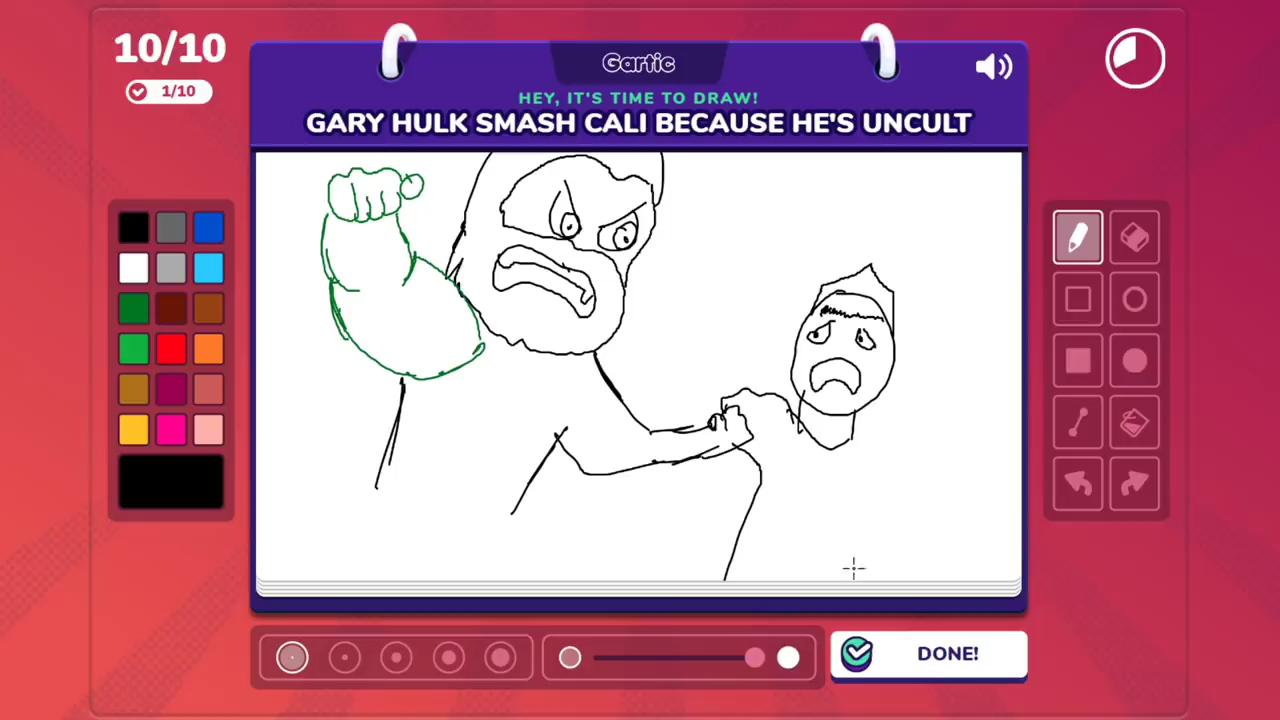 10/10
1/10
Gartic
HEY, IT'S TIME TO DRAW!
GARY HULK SMASH CALI BECAUSE HE'S UNCULT
DONE!